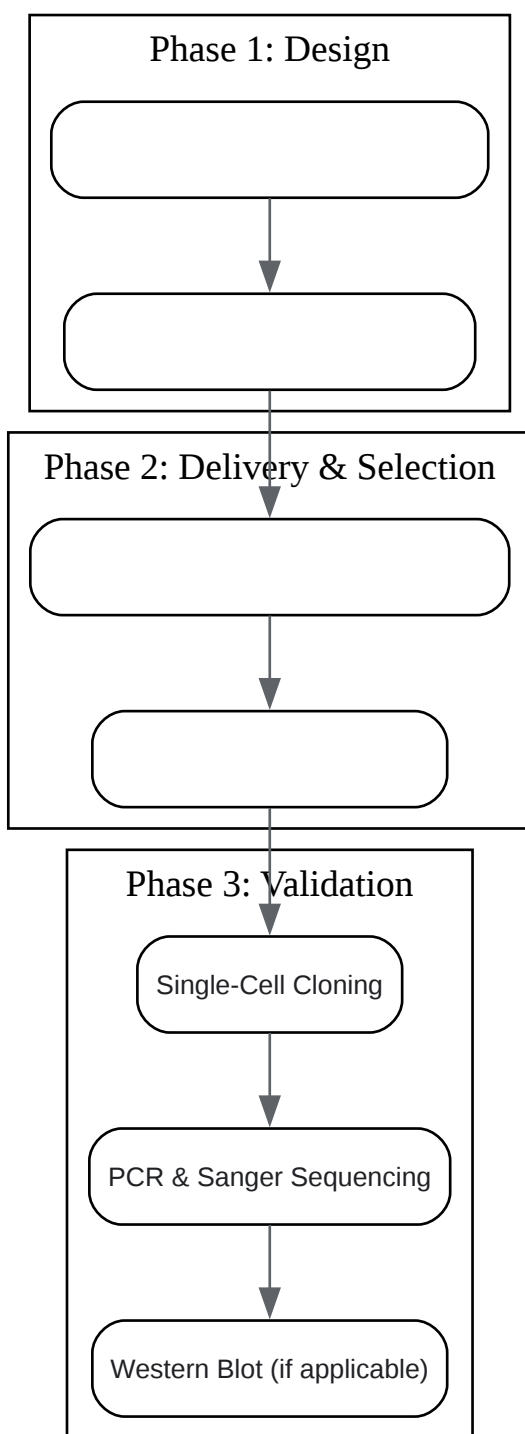 Phase 1: Design
Phase 2: Delivery & Selection
Phase 3: Validation
Single-Cell Cloning
PCR & Sanger Sequencing
Western Blot (if applicable)